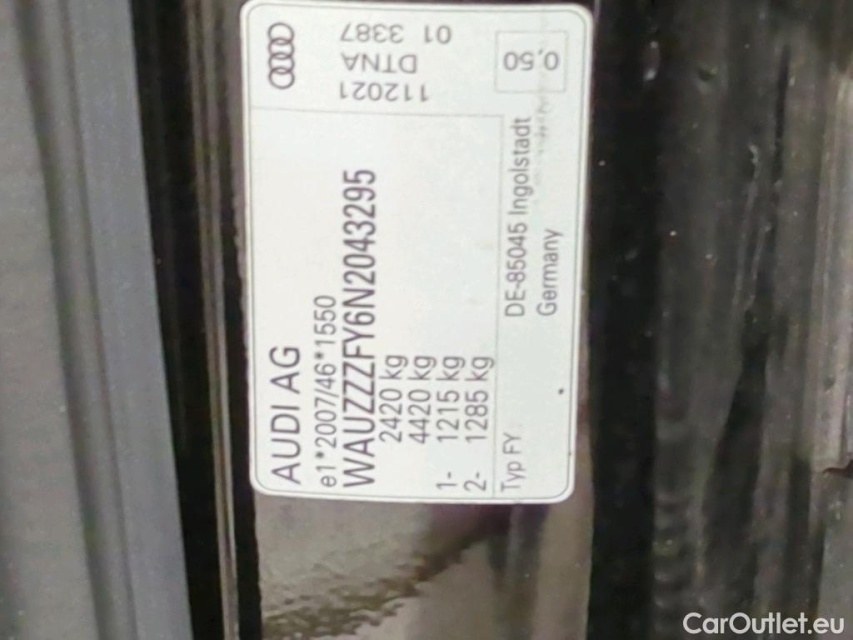 AUDI AG
e1*2007/46*1550
WAUZZZFY6N2043295
2420 kg
4420 kg
1- 1215 kg
2- 1285 kg
Typ FY
DE-85045 Ingolstadt
Germany
01 3387
DTNA
112021
0,50
CarOutlet.eu